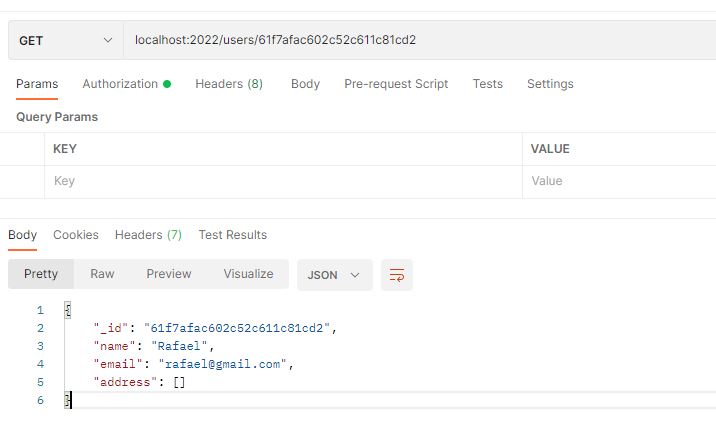 GET localhost:2022/users/61f7afac602c52c611c81cd2
Params Authorization Headers (8) Body Pre-request Script Tests Settings
Query Params
KEY VALUE
Key Value
Body Cookies Headers (7) Test Results
Pretty Raw Preview Visualize JSON
1 {
2 "_id": "61f7afac602c52c611c81cd2",
3 "name": "Rafael",
4 "email": "rafael@gmail.com",
5 "address": []
6 }